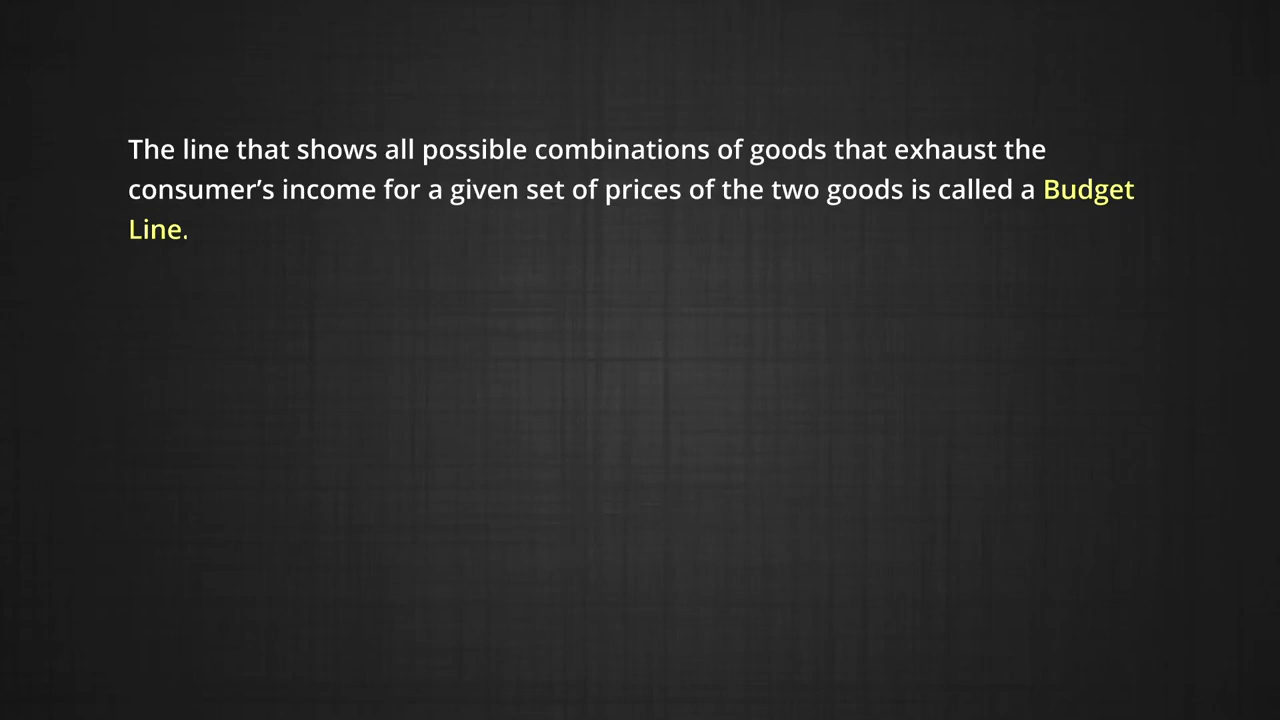 The line that shows all possible combinations of goods that exhaust the
consumer’s income for a given set of prices of the two goods is called a Budget
Line.